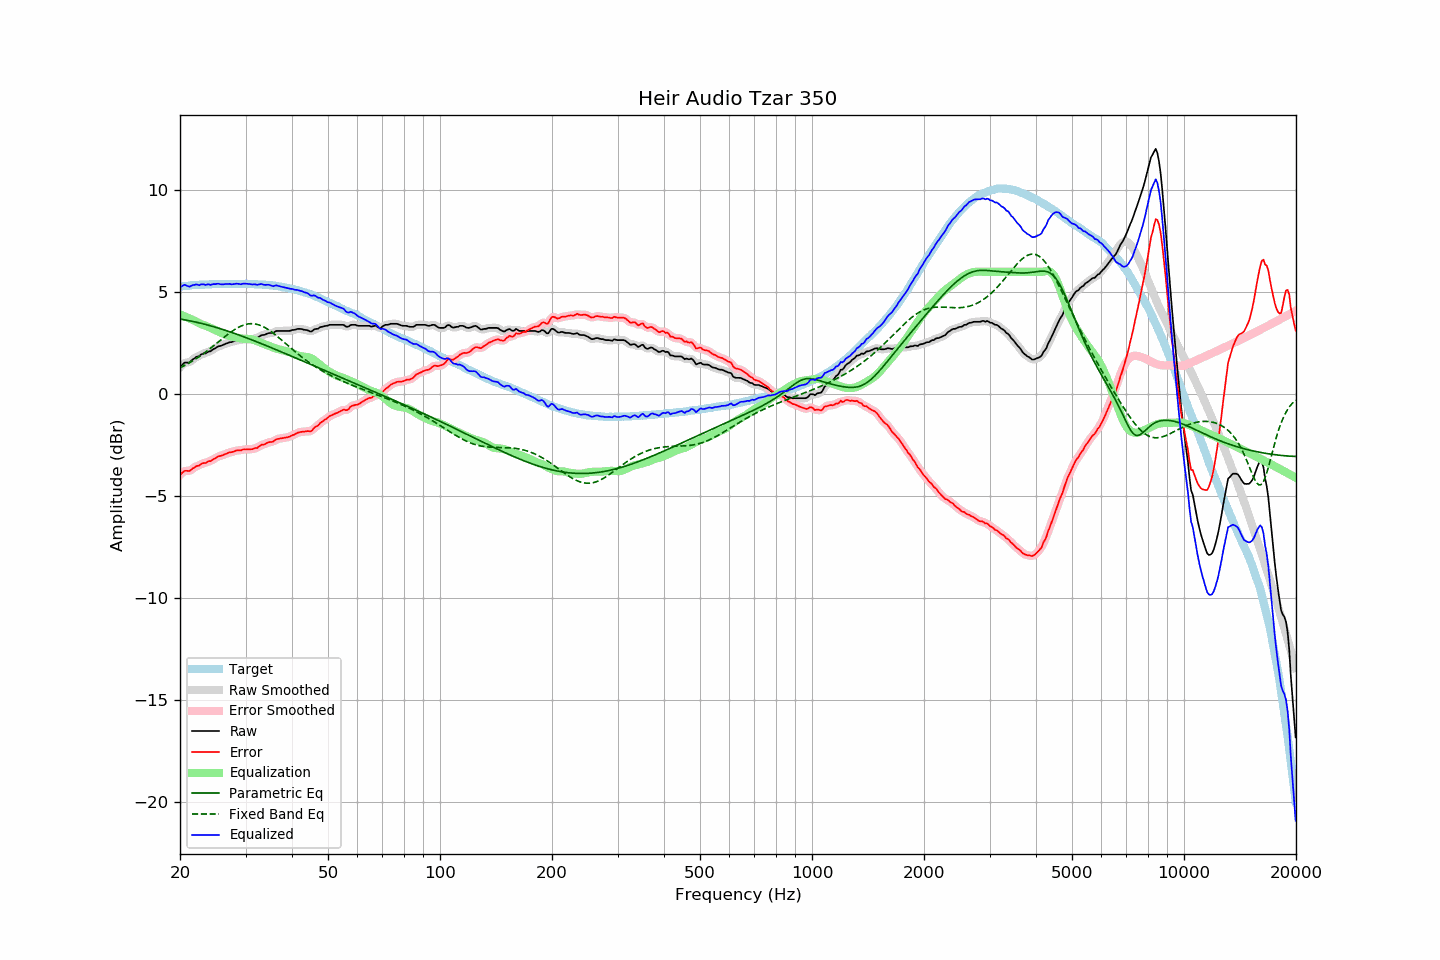 Heir Audio Tzar 350
Amplitude (dBr)
10
5
0
−5
−10
−15
−20
Target
Raw Smoothed
Error Smoothed
Raw
Error
Equalization
Parametric Eq
Fixed Band Eq
Equalized
20 50 100 200 500 1000 2000 5000 10000 20000
Frequency (Hz)